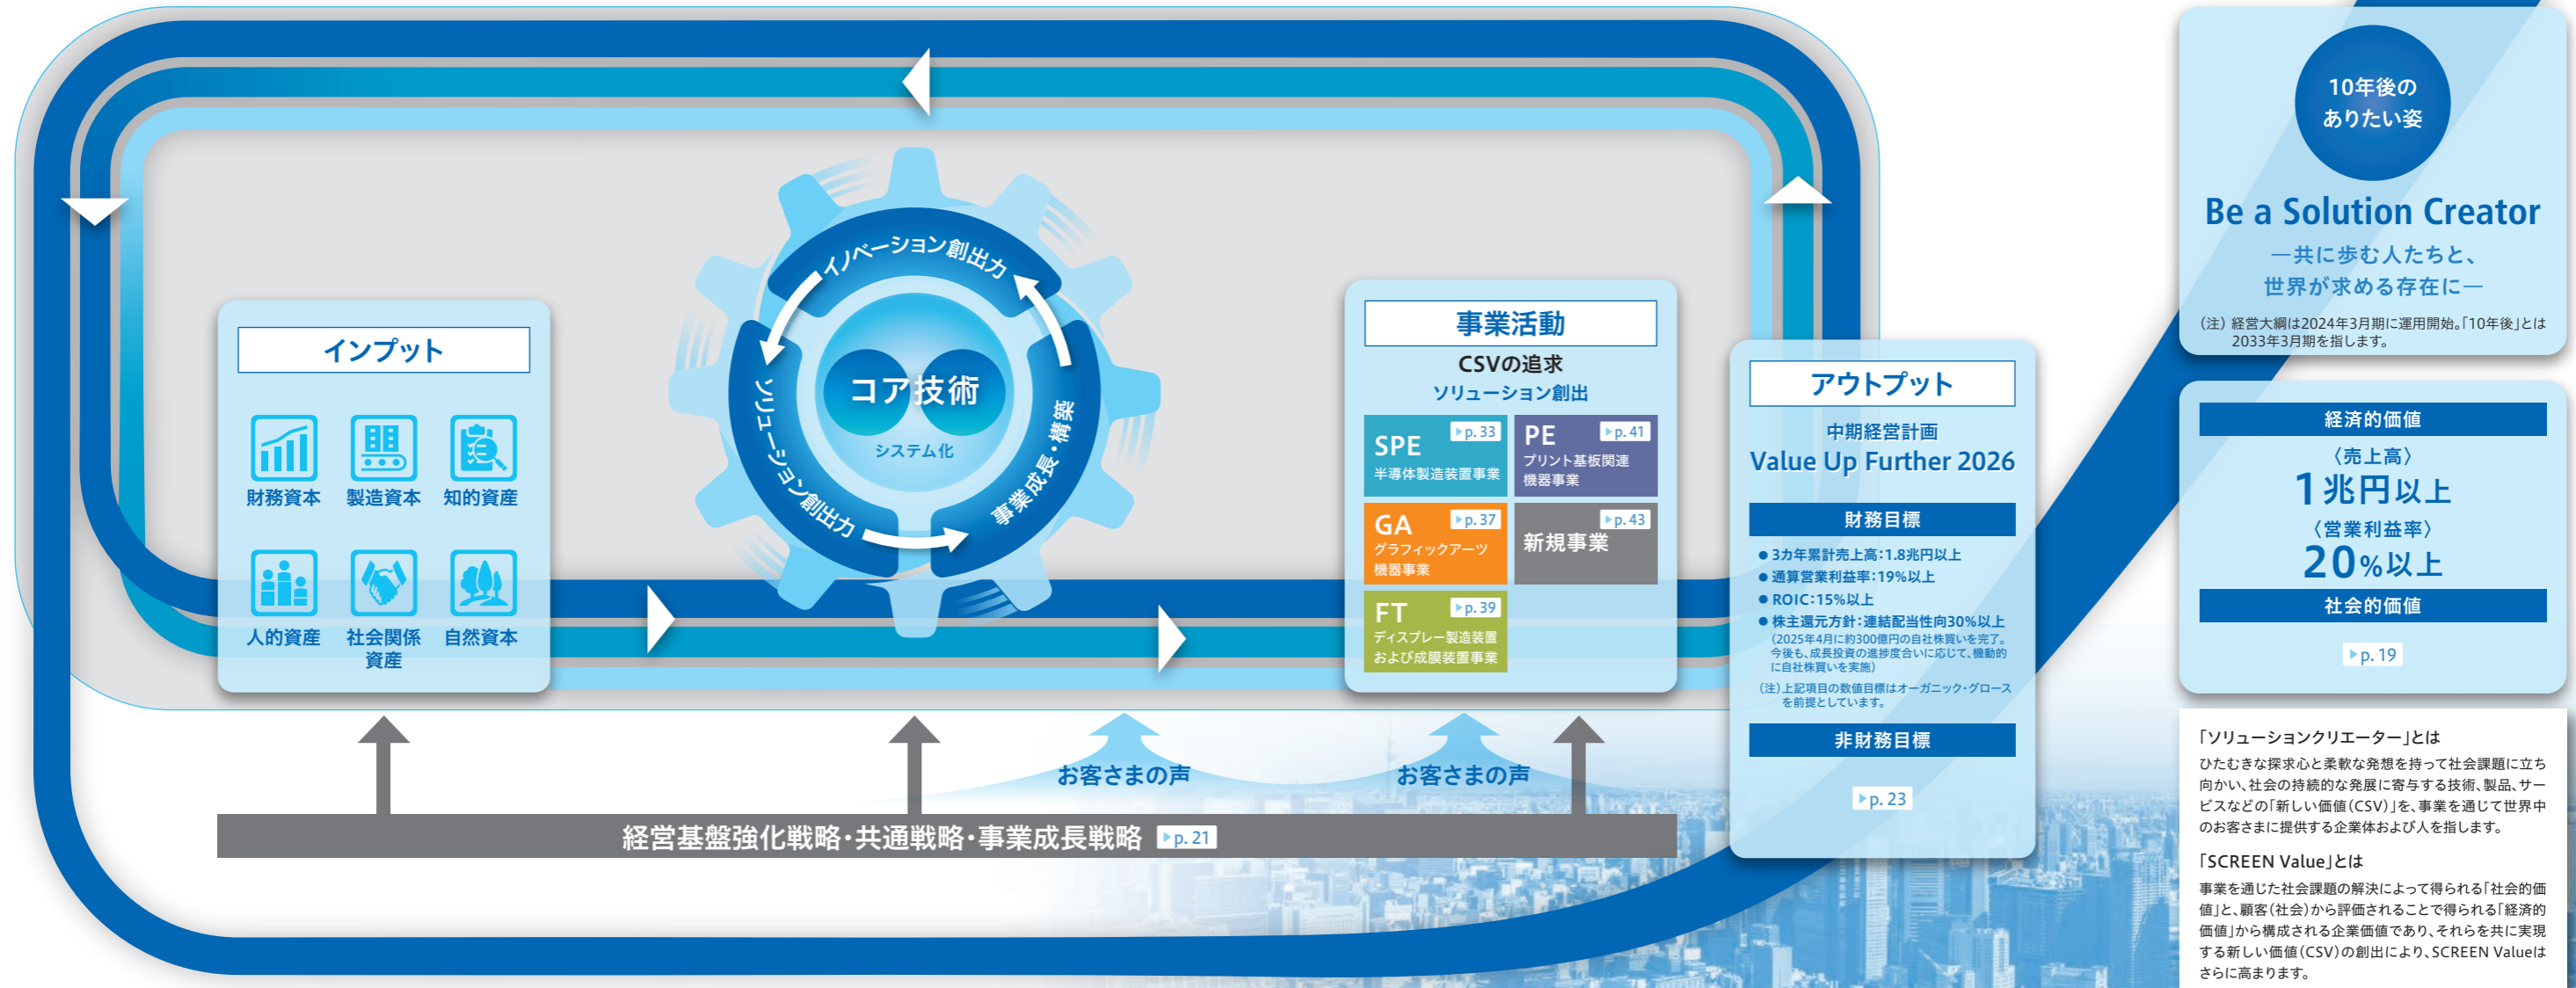 インプット
財務資本
製造資本
知的資産
人的資産
社会関係
資産
自然資本
イノベーション創出力
ソリューション創出力
事業成長・構築
コア技術
システム化
事業活動
CSVの追求
ソリューション創出
SPE
▶p. 33
半導体製造装置事業
PE
▶p. 41
プリント基板関連
機器事業
GA
▶p. 37
グラフィックアーツ
機器事業
▶p. 43
新規事業
FT
▶p. 39
ディスプレー製造装置
および成膜装置事業
お客さまの声
お客さまの声
経営基盤強化戦略・共通戦略・事業成長戦略 ▶p. 21
アウトプット
中期経営計画
Value Up Further 2026
財務目標
● 3カ年累計売上高：1.8兆円以上
● 通算営業利益率：19%以上
● ROIC：15%以上
● 株主還元方針：連結配当性向30%以上
（2025年4月に約300億円の自社株買いを完了。
今後も、成長投資の進捗度合いに応じて、機動的
に自社株買いを実施）
（注）上記項目の数値目標はオーガニック・グロース
を前提としています。
非財務目標
▶p. 23
10年後の
ありたい姿
Be a Solution Creator
―共に歩む人たちと、
世界が求める存在に―
（注）経営大綱は2024年3月期に運用開始。「10年後」とは
2033年3月期を指します。
経済的価値
〈売上高〉
1兆円以上
〈営業利益率〉
20%以上
社会的価値
▶p. 19
「ソリューションクリエーター」とは
ひたむきな探求心と柔軟な発想を持って社会課題に立ち
向かい、社会の持続的な発展に寄与する技術、製品、サー
ビスなどの「新しい価値（CSV）」を、事業を通じて世界中
のお客さまに提供する企業体および人を指します。
「SCREEN Value」とは
事業を通じた社会課題の解決によって得られる「社会的価
値」と、顧客（社会）から評価されることで得られる「経済的
価値」から構成される企業価値であり、それらを共に実現
する新しい価値（CSV）の創出により、SCREEN Valueは
さらに高まります。